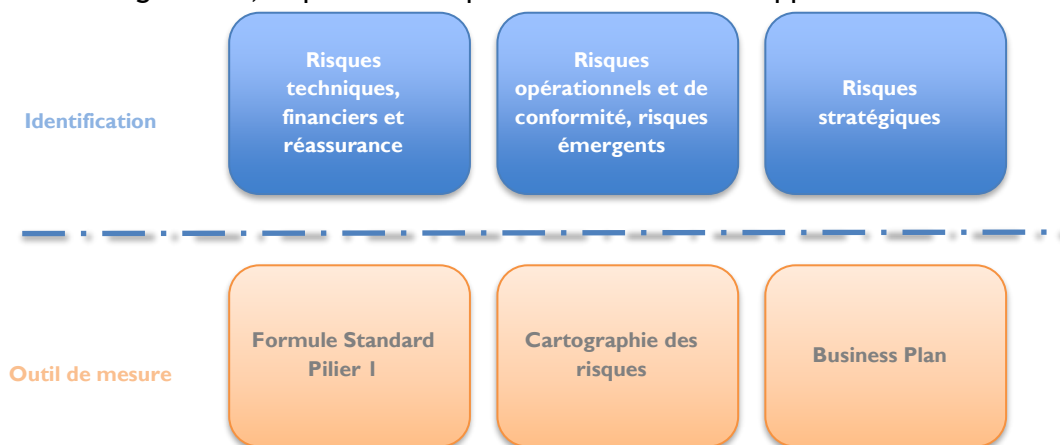 Risques
techniques,
financiers et
réassurance
Risques
opérationnels et de
conformité, risques
émergents
Risques
stratégiques
Identification
Formule Standard
Pilier 1
Cartographie des
risques
Business Plan
Outil de mesure